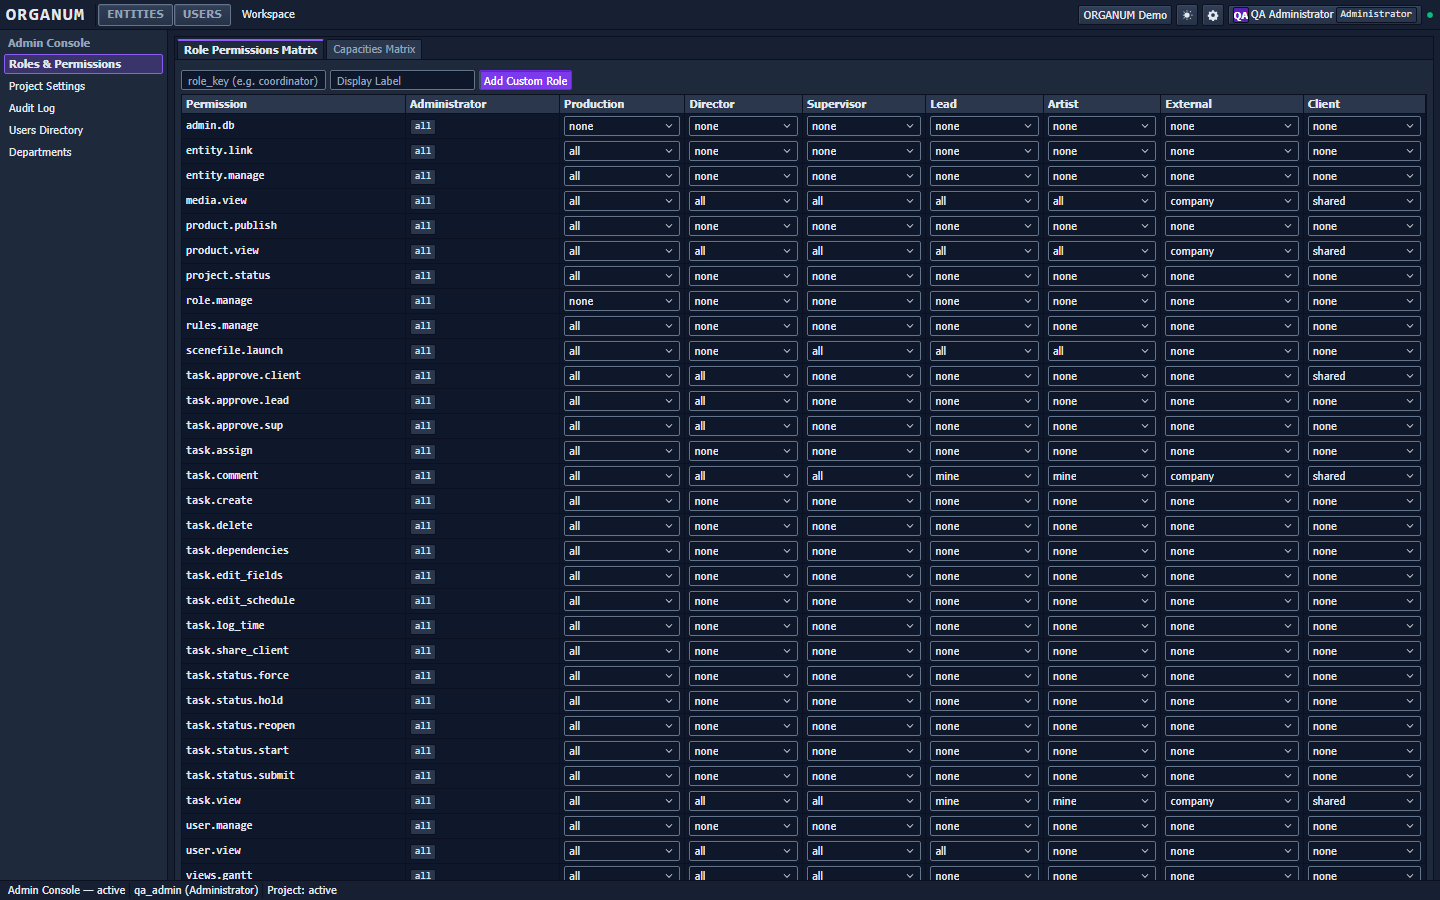 ORGANUM ENTITIES USERS Workspace ORGANUM Demo QA QA Administrator Administrator
Admin Console
Roles & Permissions
Project Settings
Audit Log
Users Directory
Departments
Role Permissions Matrix Capacities Matrix
role_key (e.g. coordinator) Display Label Add Custom Role
Permission Administrator Production Director Supervisor Lead Artist External Client
admin.db all none none none none none none none
entity.link all all none none none none none none
entity.manage all all none none none none none none
media.view all all all all all all company shared
product.publish all all none none none none none none
product.view all all all all all all company shared
project.status all all none none none none none none
role.manage all none none none none none none none
rules.manage all all none none none none none none
scenefile.launch all all none all all all none none
task.approve.client all all all none none none none shared
task.approve.lead all all all none none none none none
task.approve.sup all all all none none none none none
task.assign all all none none none none none none
task.comment all all all all mine mine company shared
task.create all all none none none none none none
task.delete all all none none none none none none
task.dependencies all all none none none none none none
task.edit_fields all all none none none none none none
task.edit_schedule all all none none none none none none
task.log_time all all none none none none none none
task.share_client all all none none none none none none
task.status.force all all none none none none none none
task.status.hold all all none none none none none none
task.status.reopen all all none none none none none none
task.status.start all all none none none none none none
task.status.submit all all none none none none none none
task.view all all all all mine mine company shared
user.manage all all none none none none none none
user.view all all all all all none none none
views.gantt all all all all none none none none
Admin Console — active qa_admin (Administrator) Project: active